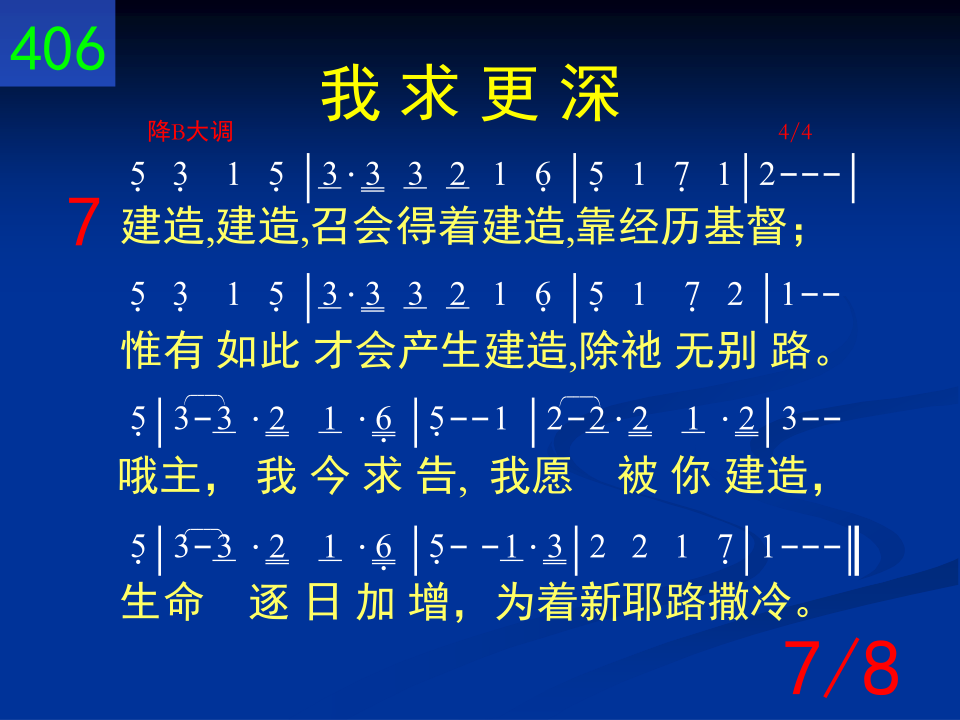 406
我 求 更 深
降B大调 4/4
5̣ 3̣ 1 5̣ | 3̲ · 3̳ 3̲ 2̲ 1 6̣ | 5̣ 1 7̣ 1 | 2 - - - |
7 建造,建造,召会得着建造,靠经历基督；
5̣ 3̣ 1 5̣ | 3̲ · 3̳ 3̲ 2̲ 1 6̣ | 5̣ 1 7̣ 2 | 1 - -
惟有 如此 才会产生建造,除祂 无别 路。
5̣ | 3 - 3̲ · 2̳ 1̲ · 6̣̳ | 5̣ - - 1 | 2 - 2̲ · 2̳ 1̲ · 2̳ | 3 - -
哦主， 我 今 求 告, 我愿 被 你 建造，
5̣ | 3 - 3̲ · 2̳ 1̲ · 6̣̳ | 5̣ - - 1̲ · 3̳ | 2 2 1 7̣ | 1 - - - ‖
生命 逐 日 加 增，为着新耶路撒冷。
7/8